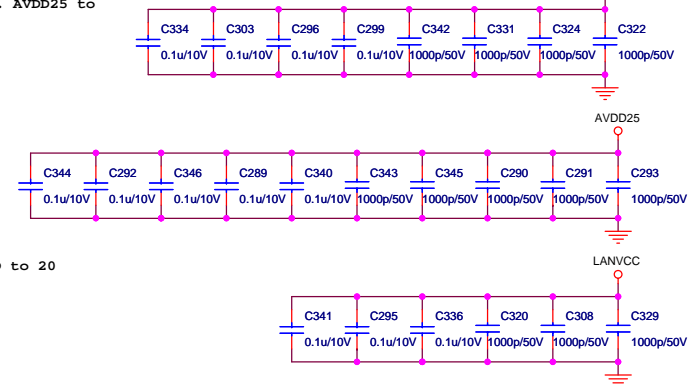 . AVDD25 to
C334 C303 C296 C299 C342 C331 C324 C322
0.1u/10V 0.1u/10V 0.1u/10V 0.1u/10V 1000p/50V 1000p/50V 1000p/50V 1000p/50V
AVDD25
C344 C292 C346 C289 C340 C343 C345 C290 C291 C293
0.1u/10V 0.1u/10V 0.1u/10V 0.1u/10V 0.1u/10V 1000p/50V 1000p/50V 1000p/50V 1000p/50V 1000p/50V
to 20
LANVCC
C341 C295 C336 C320 C308 C329
0.1u/10V 0.1u/10V 0.1u/10V 1000p/50V 1000p/50V 1000p/50V